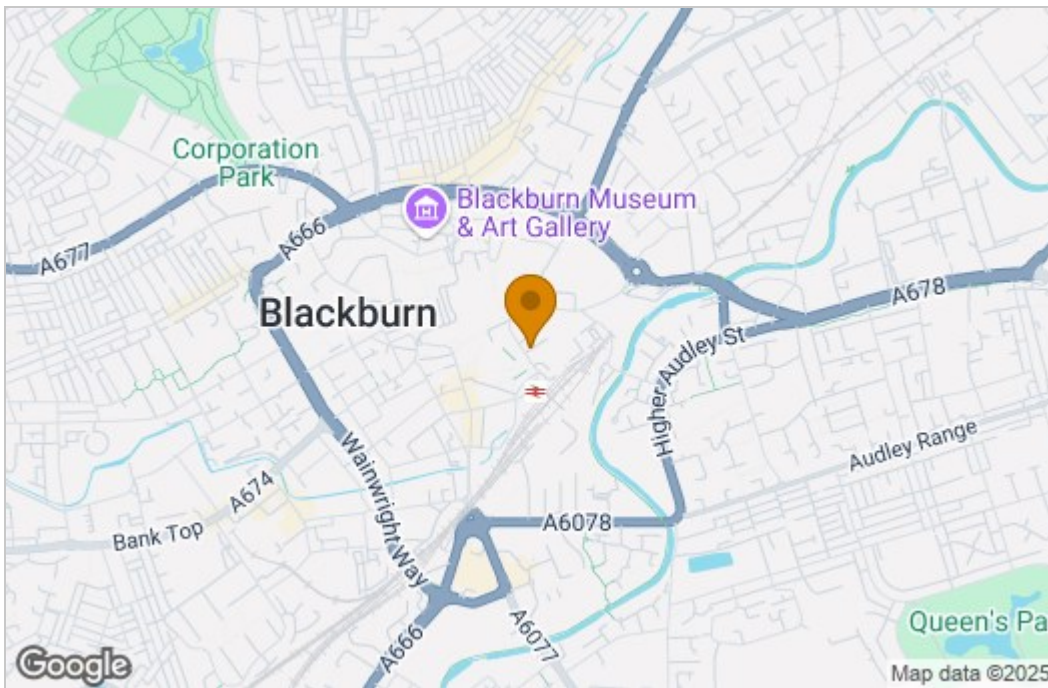 Corporation
Park
Blackburn Museum
& Art Gallery
A677
A666
Blackburn
A678
Higher Audley St
Audley Range
Wainwright Way
A674
Bank Top
A6078
A666
A6077
Queen's Pa
Google
Map data ©2025